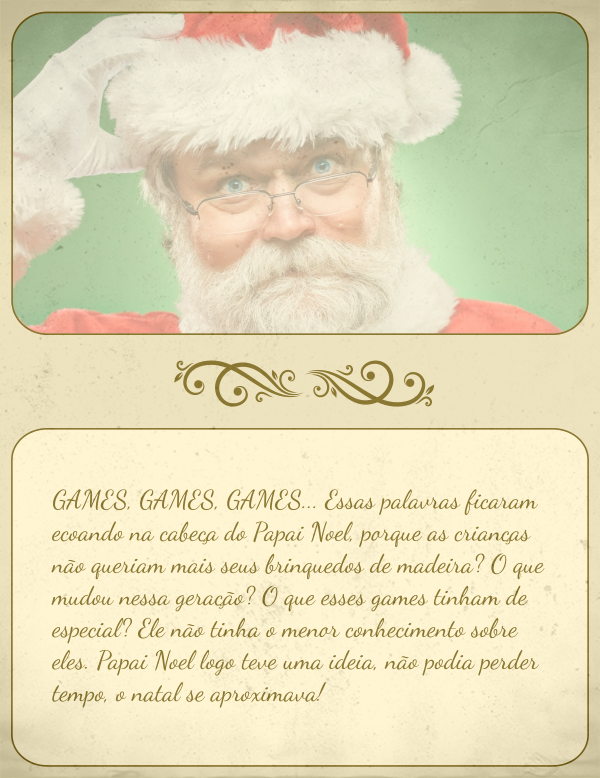 GAMES, GAMES, GAMES... Essas palavras ficaram
ecoando na cabeça do Papai Noel, porque as crianças
não queriam mais seus brinquedos de madeira? O que
mudou nessa geração? O que esses games tinham de
especial? Ele não tinha o menor conhecimento sobre
eles. Papai Noel logo teve uma ideia, não podia perder
tempo, o natal se aproximava!